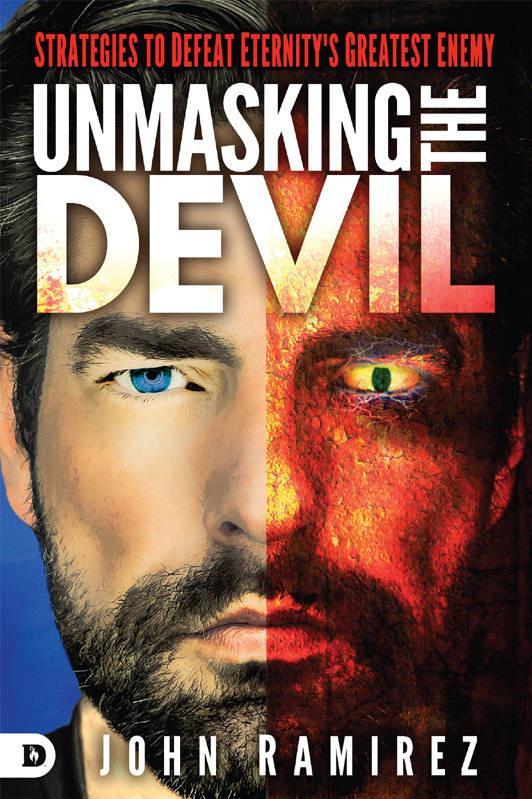 STRATEGIES TO DEFEAT ETERNITY'S GREATEST ENEMY
UNMASKING THE
DEVIL
D
JOHN RAMIREZ